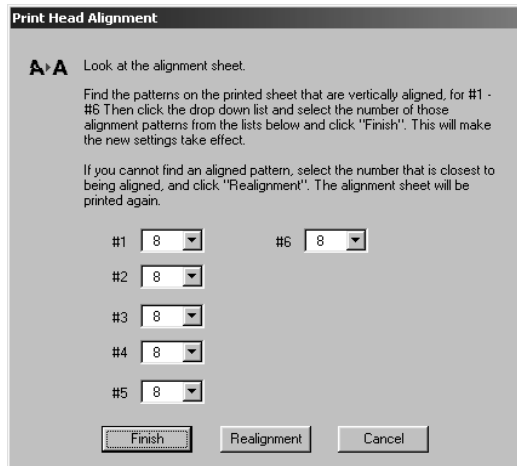 Print Head Alignment
A▸A Look at the alignment sheet.
Find the patterns on the printed sheet that are vertically aligned, for #1 -
#6 Then click the drop down list and select the number of those
alignment patterns from the lists below and click "Finish". This will make
the new settings take effect.
If you cannot find an aligned pattern, select the number that is closest to
being aligned, and click "Realignment". The alignment sheet will be
printed again.
#1 8 #6 8
#2 8
#3 8
#4 8
#5 8
Finish Realignment Cancel